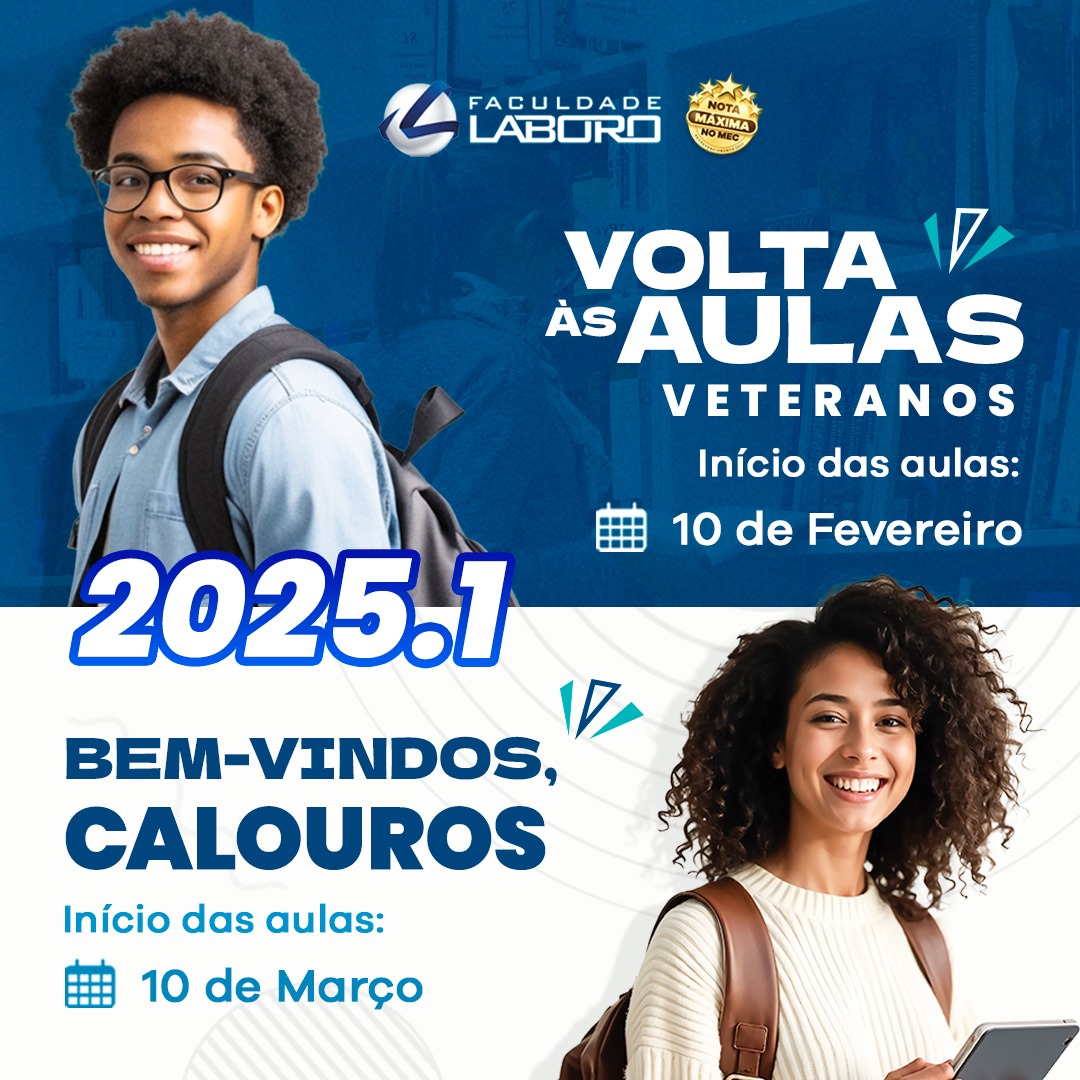 FACULDADE
LABORO
NOTA
MÁXIMA
NO MEC
VOLTA
ÀS AULAS
VETERANOS
Início das aulas:
10 de Fevereiro
2025.1
BEM-VINDOS,
CALOUROS
Início das aulas:
10 de Março